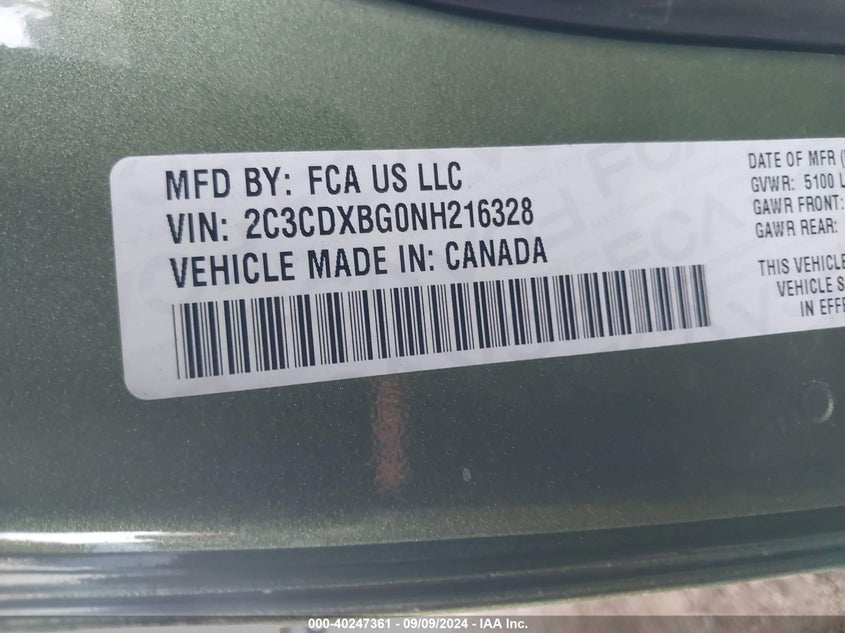 MFD BY: FCA US LLC
VIN: 2C3CDXBG0NH216328
VEHICLE MADE IN: CANADA
DATE OF MFR
GVWR: 5100
GAWR FRONT:
GAWR REAR:
THIS VEHICLE
VEHICLE
IN
000-40247361 - 09/09/2024 - IAA Inc.